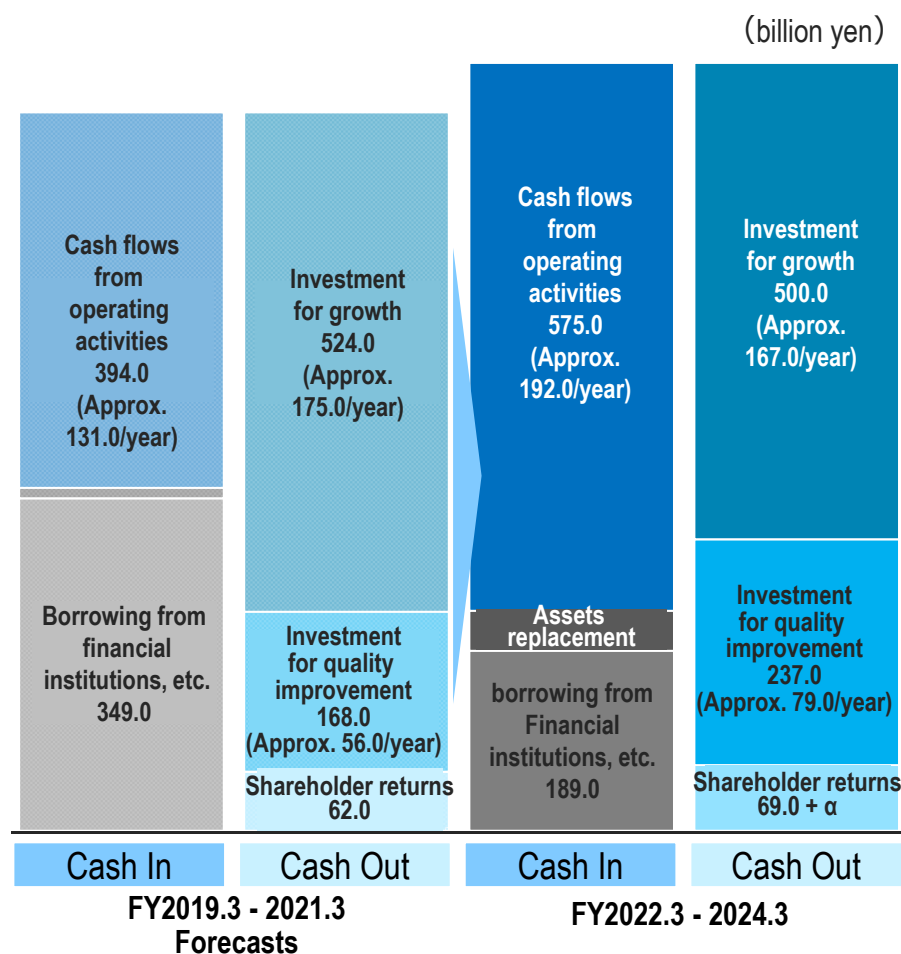 （billion yen）
Cash flows
from
operating
activities
394.0
(Approx.
131.0/year)
Borrowing from
financial
institutions, etc.
349.0
Investment
for growth
524.0
(Approx.
175.0/year)
Investment
for quality
improvement
168.0
(Approx. 56.0/year)
Shareholder returns
62.0
Cash flows
from
operating
activities
575.0
(Approx.
192.0/year)
Assets
replacement
borrowing from
Financial
institutions, etc.
189.0
Investment
for growth
500.0
(Approx.
167.0/year)
Investment
for quality
improvement
237.0
(Approx. 79.0/year)
Shareholder returns
69.0 + α
Cash In
Cash Out
Cash In
Cash Out
FY2019.3 - 2021.3
Forecasts
FY2022.3 - 2024.3